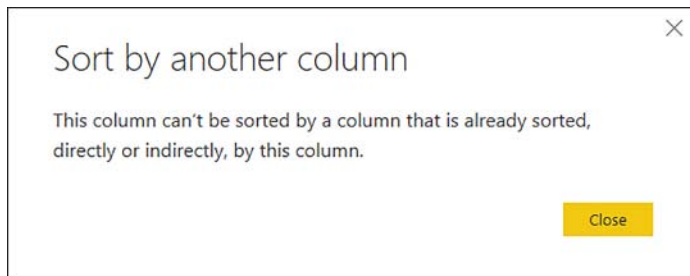 Sort by another column
This column can't be sorted by a column that is already sorted,
directly or indirectly, by this column.
Close